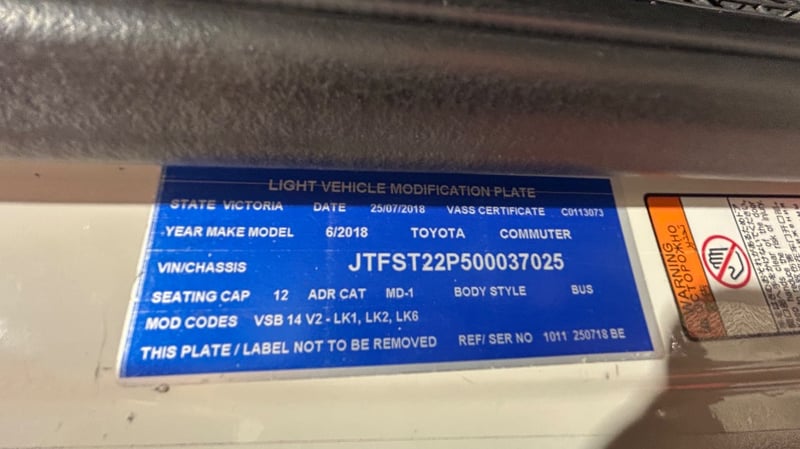 LIGHT VEHICLE MODIFICATION PLATE
STATE VICTORIA DATE 25/07/2018 VASS CERTIFICATE C0113073
YEAR MAKE MODEL 6/2018 TOYOTA COMMUTER
VIN/CHASSIS JTFST22P500037025
SEATING CAP 12 ADR CAT MD-1 BODY STYLE BUS
MOD CODES VSB 14 V2 - LK1, LK2, LK6
THIS PLATE / LABEL NOT TO BE REMOVED REF/ SER NO 1011 250718 BE
WARNING
ОСТОРОЖНО